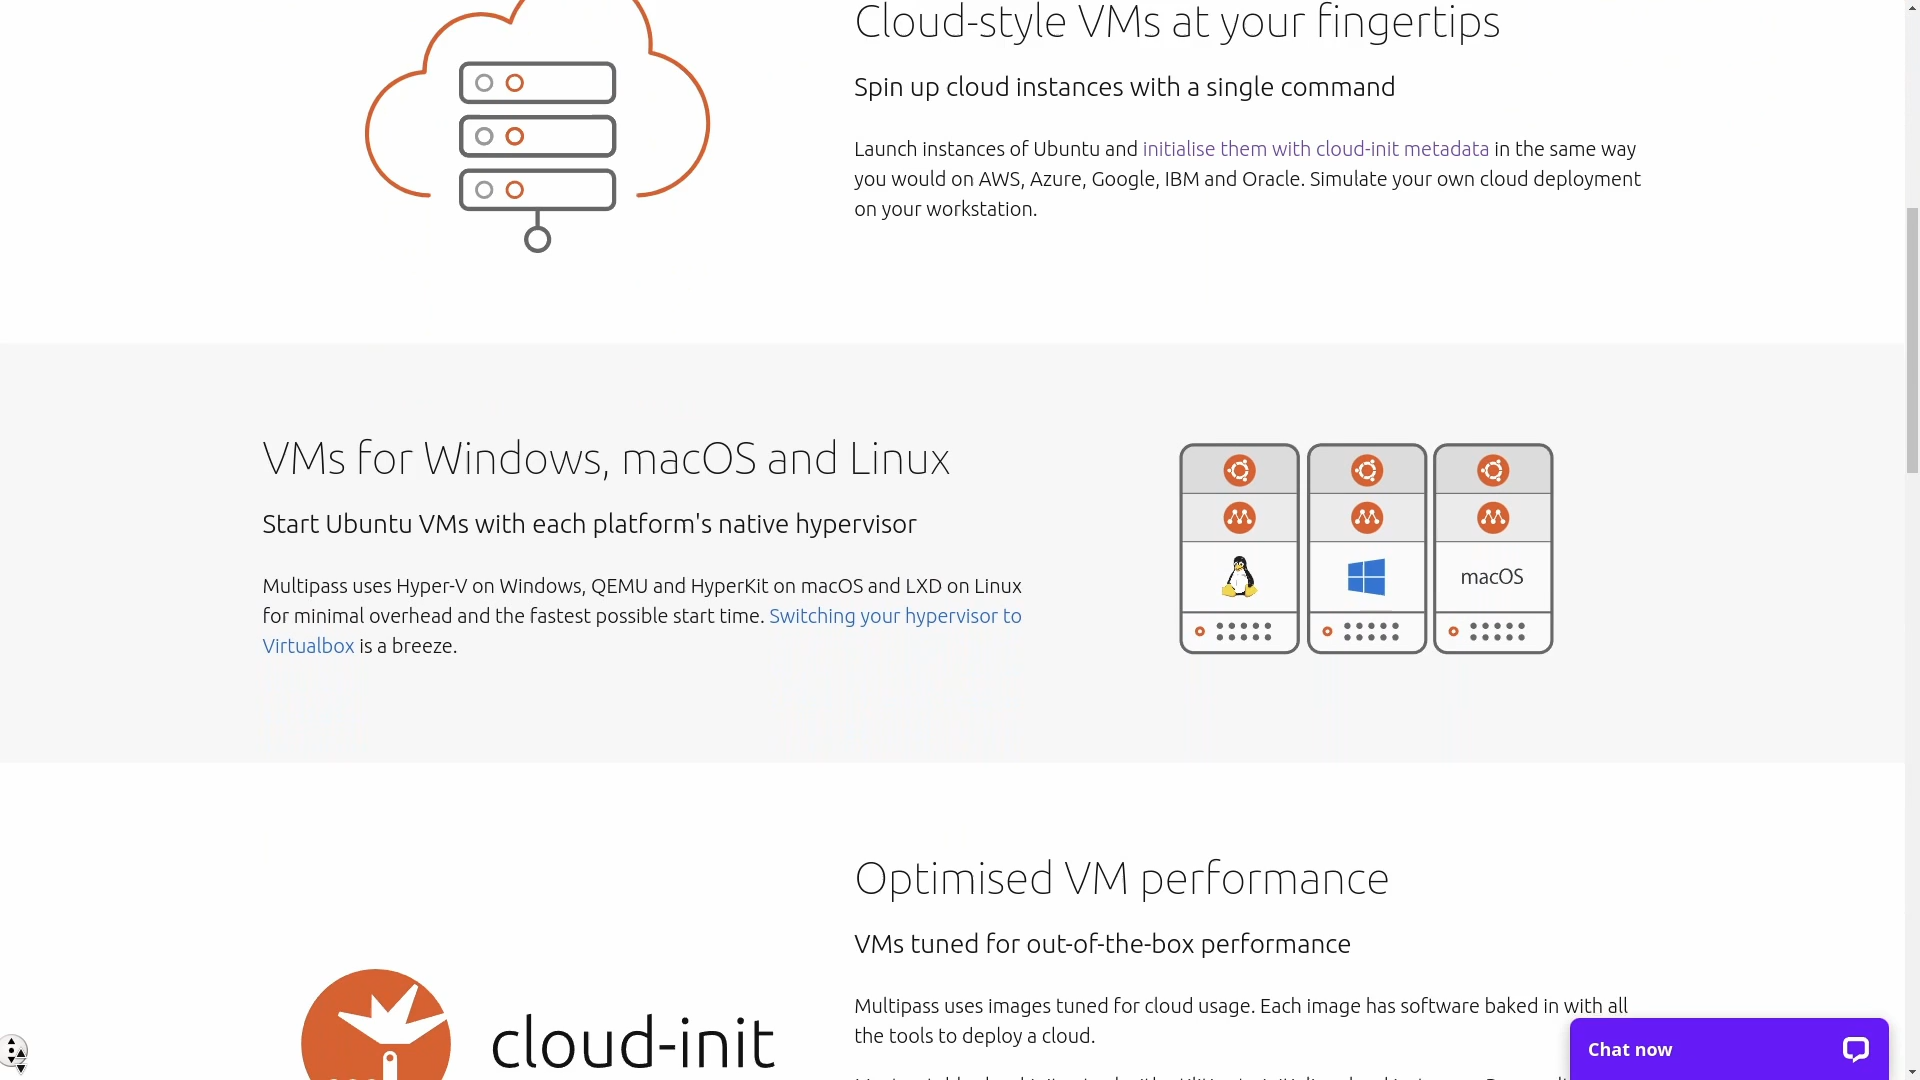 Cloud-style VMs at your fingertips
Spin up cloud instances with a single command
Launch instances of Ubuntu and initialise them with cloud-init metadata in the same way
you would on AWS, Azure, Google, IBM and Oracle. Simulate your own cloud deployment
on your workstation.
VMs for Windows, macOS and Linux
Start Ubuntu VMs with each platform's native hypervisor
Multipass uses Hyper-V on Windows, QEMU and HyperKit on macOS and LXD on Linux
for minimal overhead and the fastest possible start time. Switching your hypervisor to
Virtualbox is a breeze.
macOS
Optimised VM performance
VMs tuned for out-of-the-box performance
Multipass uses images tuned for cloud usage. Each image has software baked in with all
the tools to deploy a cloud.
cloud-init
Chat now